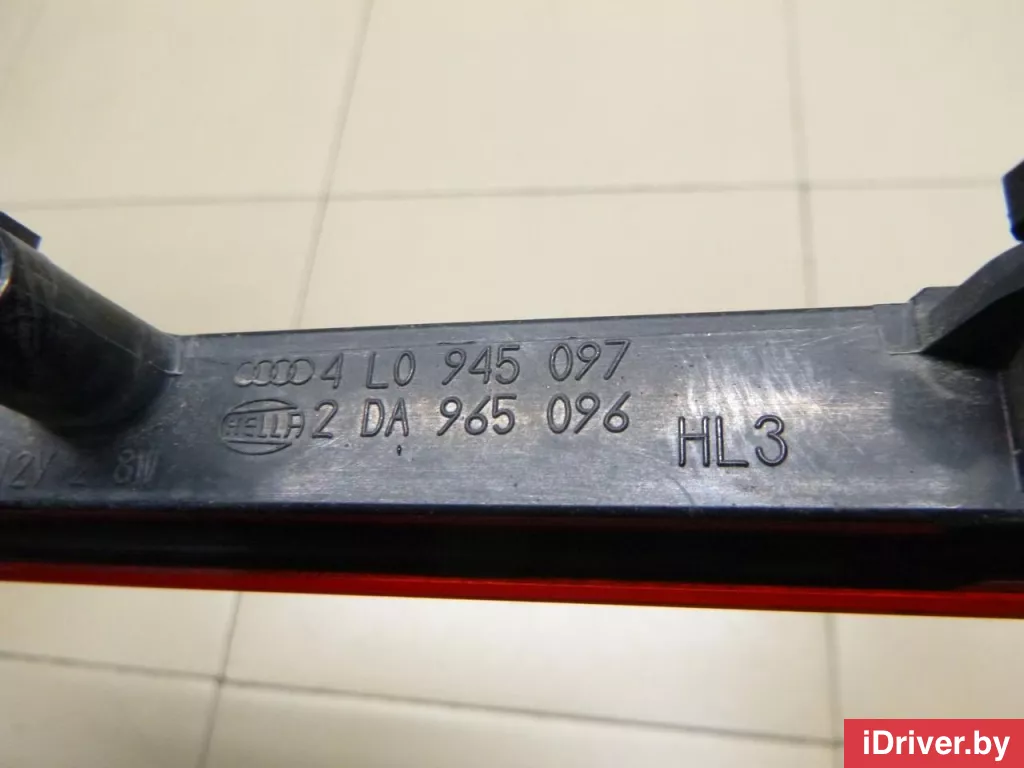 4 L0 945 097
HELLA 2 DA 965 096
HL3
12V 2 8W
iDriver.by